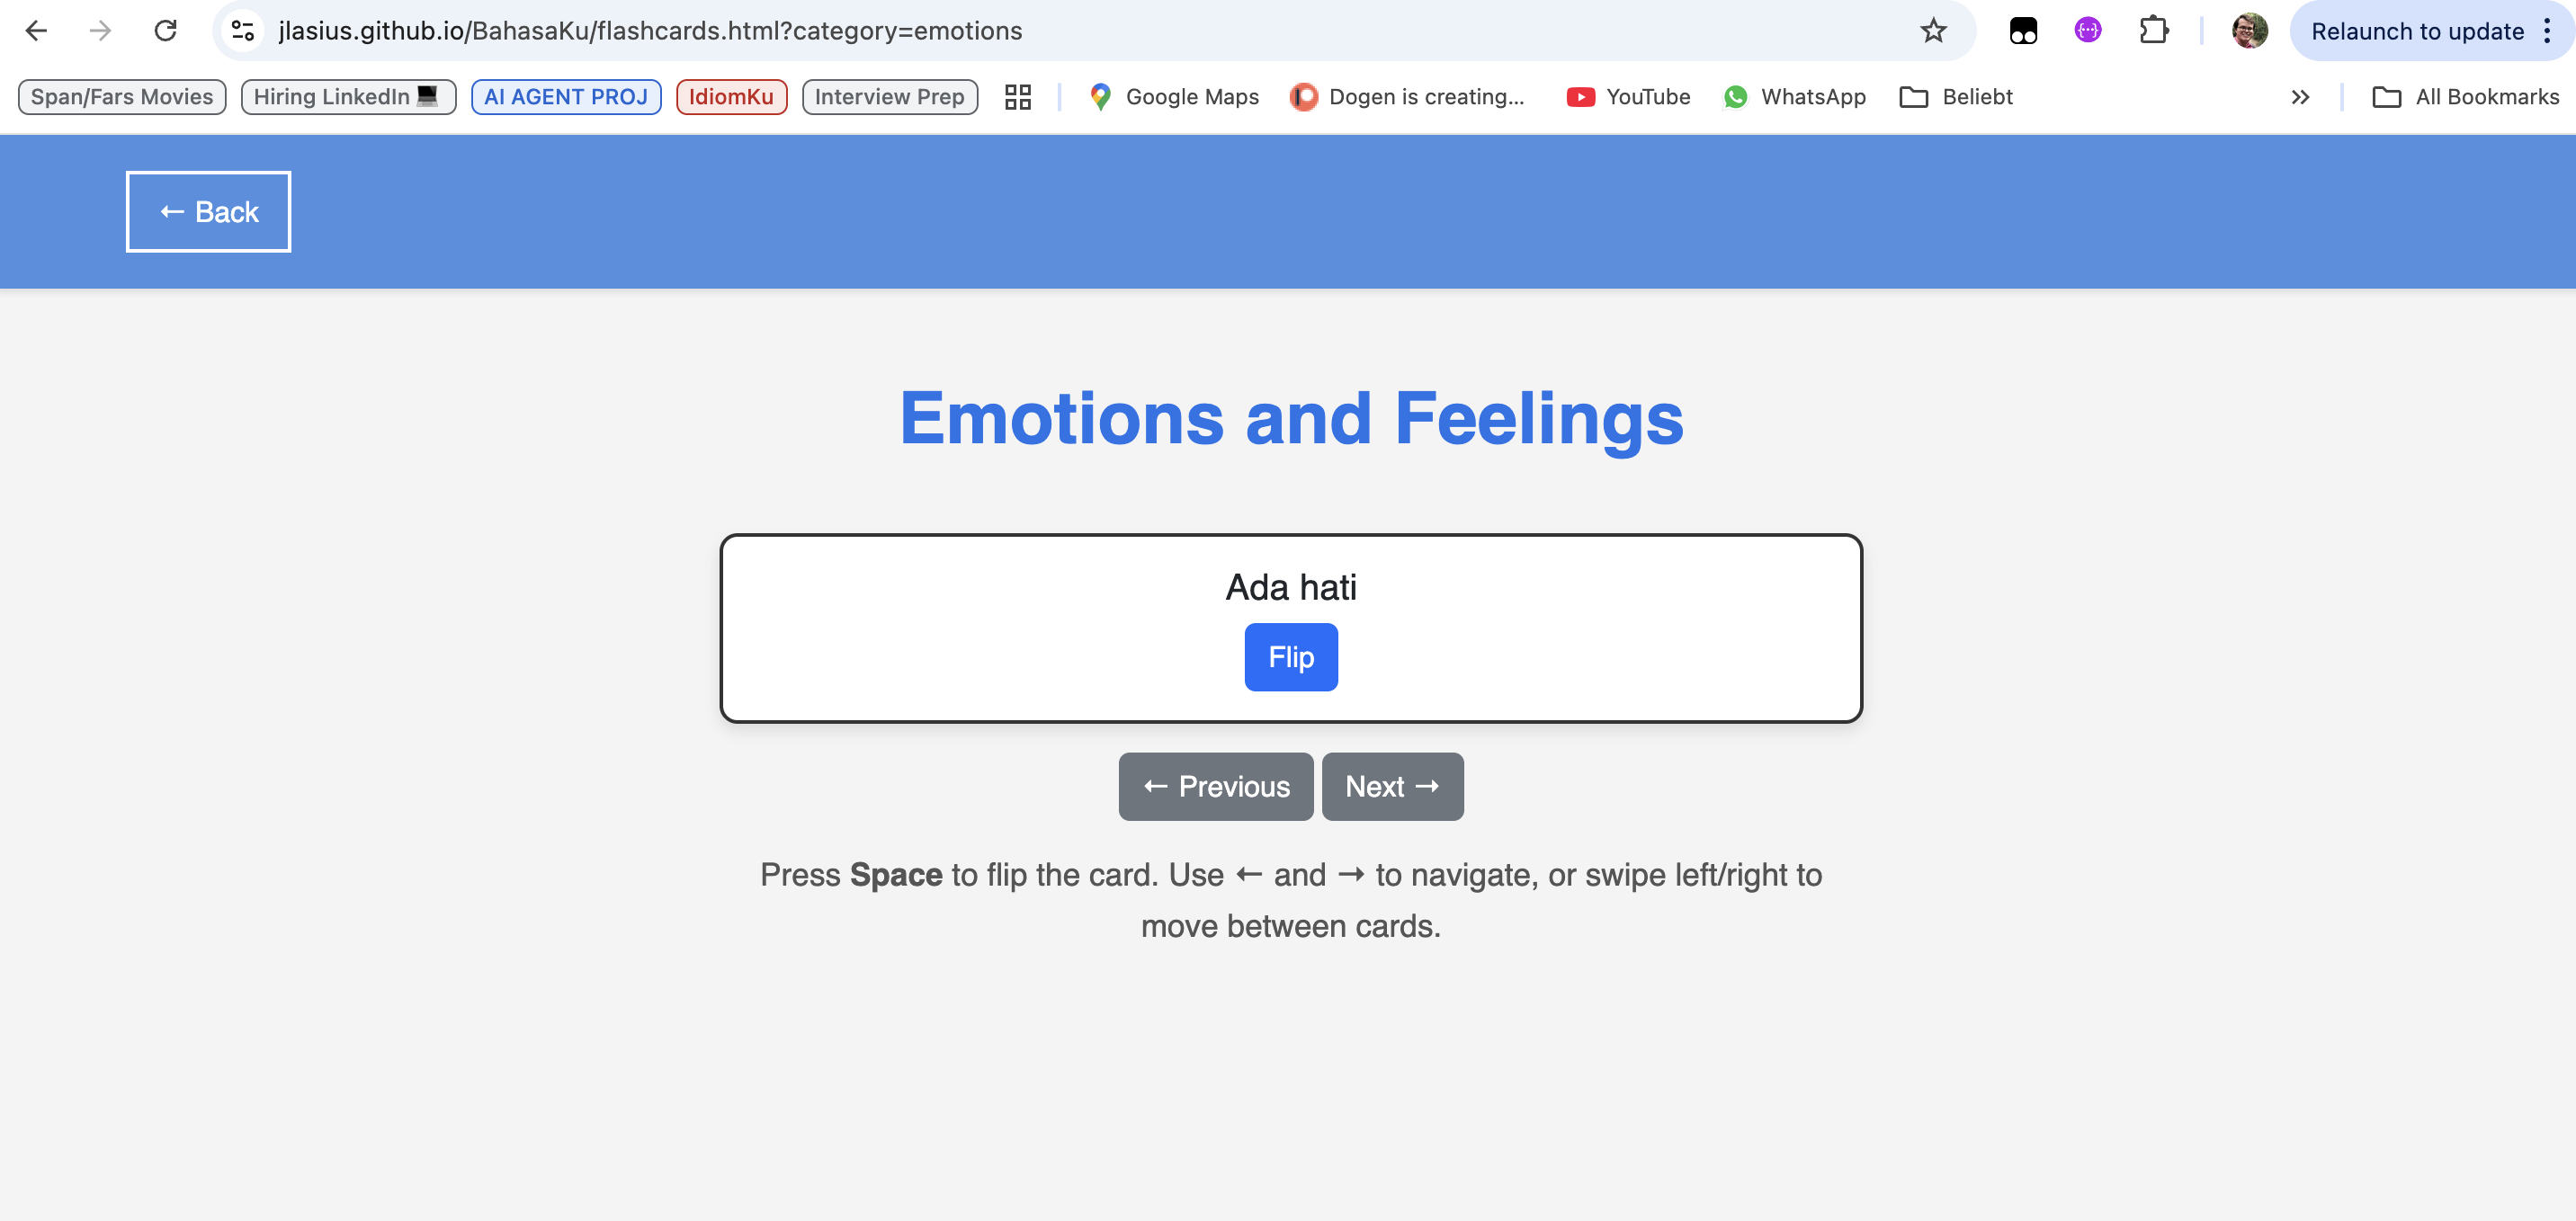 jlasius.github.io/BahasaKu/flashcards.html?category=emotions
Relaunch to update
Span/Fars Movies
Hiring LinkedIn
AI AGENT PROJ
IdiomKu
Interview Prep
Google Maps
Dogen is creating...
YouTube
WhatsApp
Beliebt
All Bookmarks
← Back
Emotions and Feelings
Ada hati
Flip
← Previous
Next →
Press Space to flip the card. Use ← and → to navigate, or swipe left/right to
move between cards.